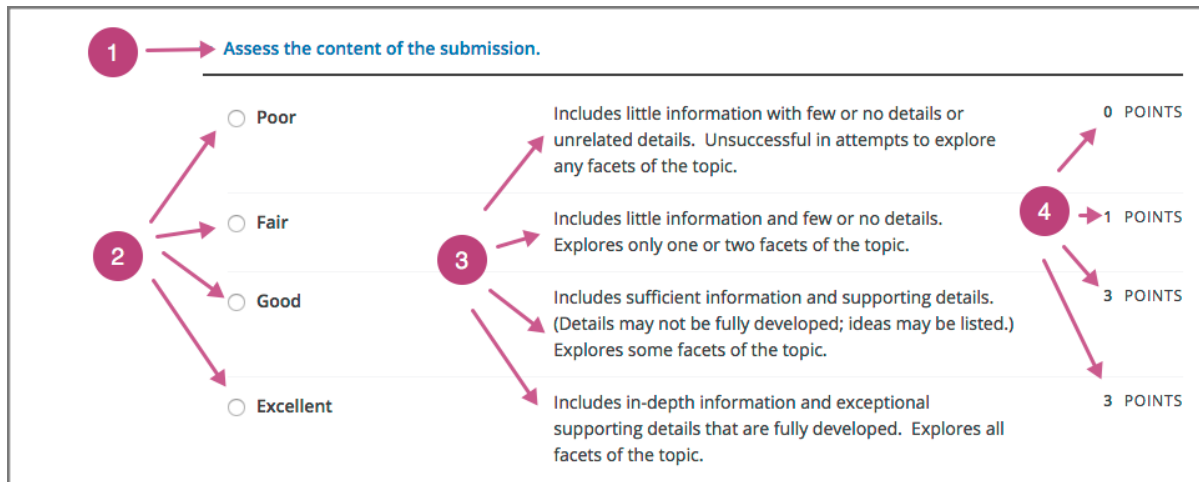 1 Assess the content of the submission.
Poor Includes little information with few or no details or 0 POINTS
unrelated details. Unsuccessful in attempts to explore
any facets of the topic.
4
Fair Includes little information and few or no details. 1 POINTS
Explores only one or two facets of the topic.
2
3
Good Includes sufficient information and supporting details. 3 POINTS
(Details may not be fully developed; ideas may be listed.)
Explores some facets of the topic.
Excellent Includes in-depth information and exceptional 3 POINTS
supporting details that are fully developed. Explores all
facets of the topic.